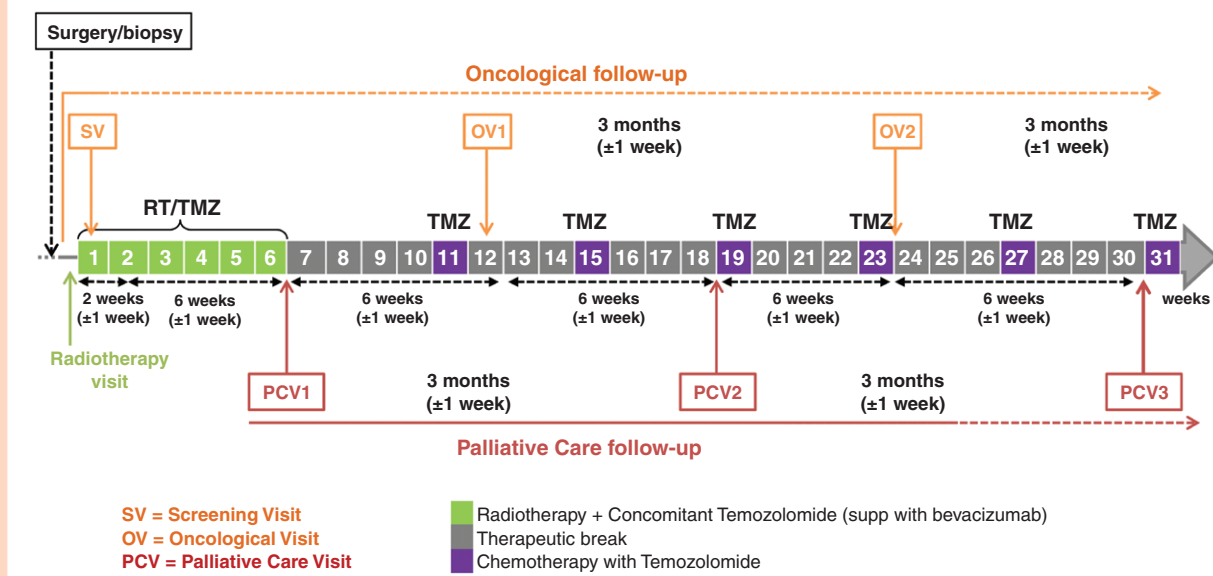 Surgery/biopsy
Oncological follow-up
SV
OV1
3 months
(±1 week)
OV2
3 months
(±1 week)
RT/TMZ
TMZ
TMZ
TMZ
TMZ
TMZ
TMZ
1 2 3 4 5 6 7 8 9 10 11 12 13 14 15 16 17 18 19 20 21 22 23 24 25 26 27 28 29 30 31
2 weeks
(±1 week)
6 weeks
(±1 week)
6 weeks
(±1 week)
6 weeks
(±1 week)
6 weeks
(±1 week)
6 weeks
(±1 week)
weeks
Radiotherapy
visit
PCV1
3 months
(±1 week)
PCV2
3 months
(±1 week)
PCV3
Palliative Care follow-up
SV = Screening Visit
OV = Oncological Visit
PCV = Palliative Care Visit
Radiotherapy + Concomitant Temozolomide (supp with bevacizumab)
Therapeutic break
Chemotherapy with Temozolomide